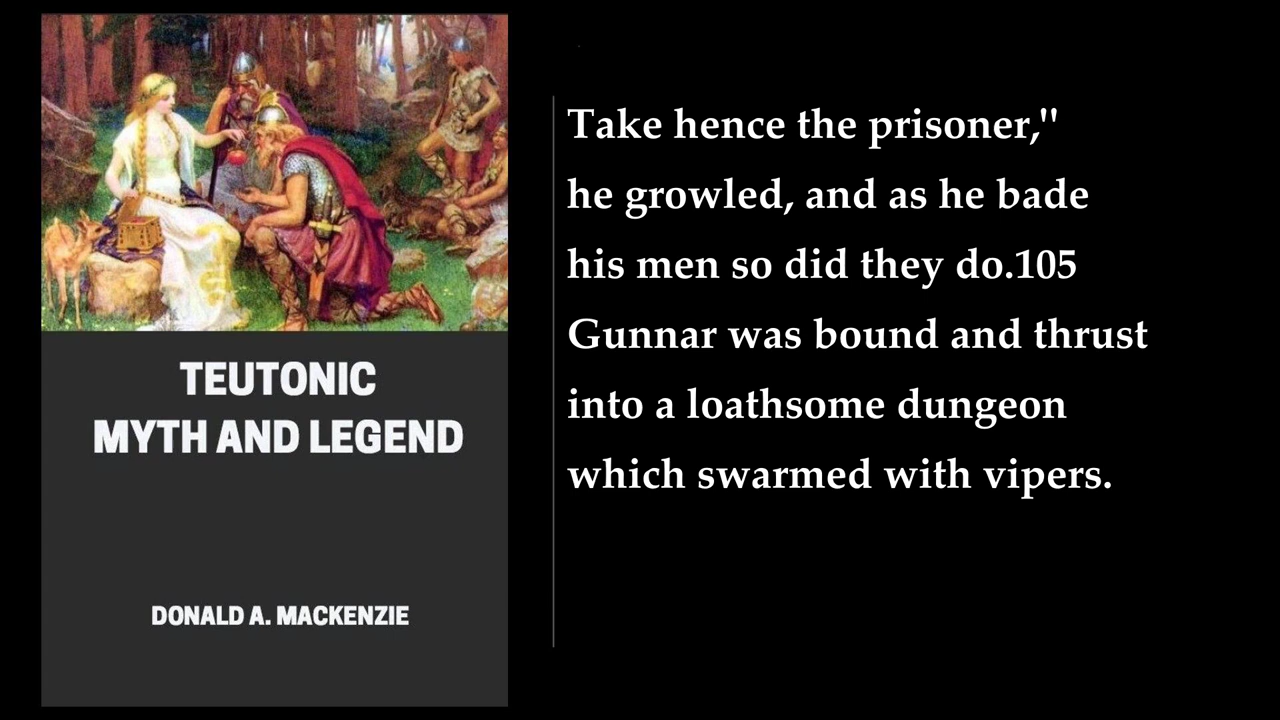 TEUTONIC
MYTH AND LEGEND
DONALD A. MACKENZIE
Take hence the prisoner,"
he growled, and as he bade
his men so did they do.105
Gunnar was bound and thrust
into a loathsome dungeon
which swarmed with vipers.